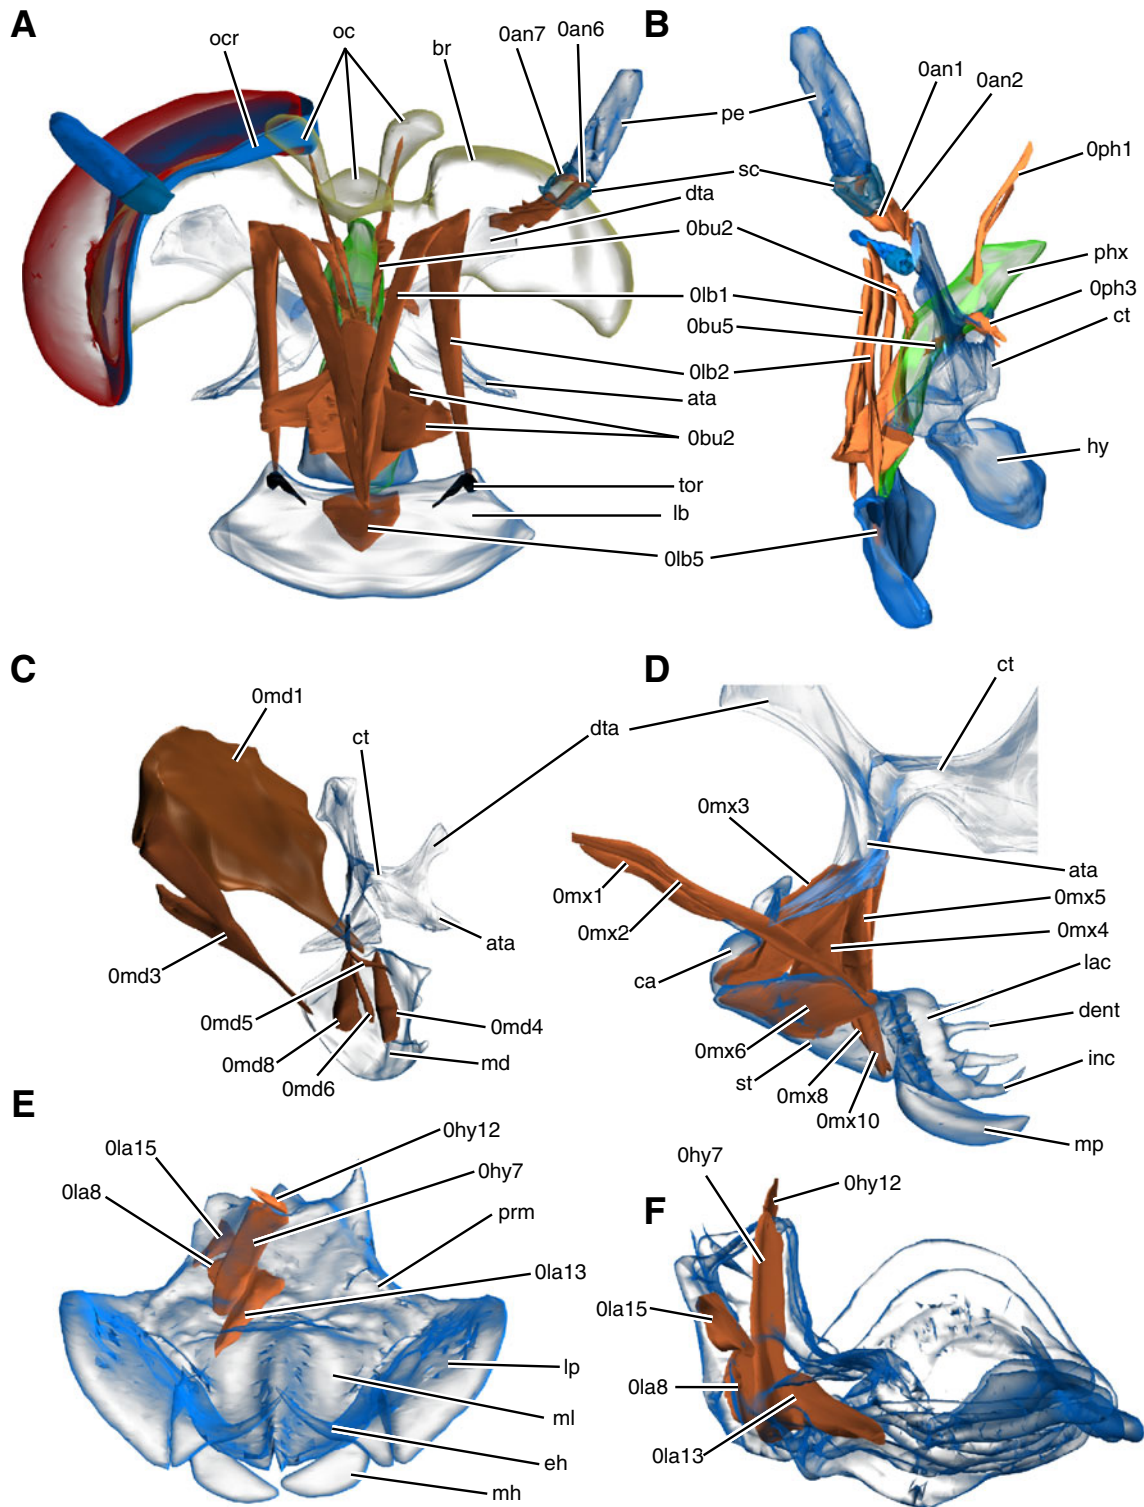 A
ocr
oc
br
0an7
0an6
B
0an1
0an2
pe
0ph1
sc
dta
0bu2
phx
0lb1
0ph3
0bu5
ct
0lb2
ata
0bu2
hy
tor
lb
0lb5
C
D
ct
0md1
dta
ct
0mx3
ata
0mx1
0mx5
0mx2
0mx4
ata
ca
lac
0md3
dent
0md5
0md4
0mx6
inc
0md8
md
st
0md6
0mx8
0mx10
mp
E
0hy12
0la15
0hy7
0hy7
0hy12
0la8
prm
F
0la13
0la15
lp
0la8
ml
0la13
eh
mh